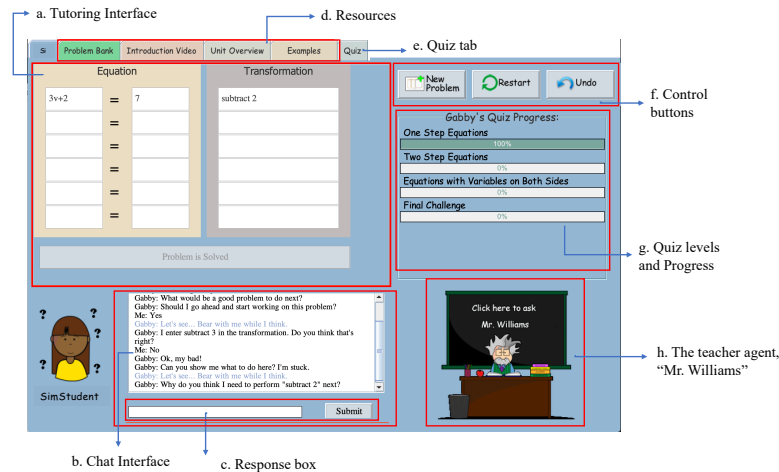 a. Tutoring Interface
d. Resources
e. Quiz tab
Si Problem Bank Introduction Video Unit Overview Examples Quiz
Equation Transformation
3v+2 = 7 subtract 2
=
=
=
=
=
Problem is Solved
New Problem Restart Undo
f. Control
buttons
Gabby's Quiz Progress:
One Step Equations
100%
Two Step Equations
0%
Equations with Variables on Both Sides
0%
Final Challenge
0%
g. Quiz levels
and Progress
? ?
? ?
SimStudent
Gabby: What would be a good problem to do next?
Gabby: Should I go ahead and start working on this problem?
Me: Yes
Gabby: Let's see... Bear with me while I think.
Gabby: I enter subtract 3 in the transformation. Do you think that's
right?
Me: No
Gabby: Ok, my bad!
Gabby: Can you show me what to do here? I'm stuck.
Gabby: Let's see... Bear with me while I think.
Gabby: Why do you think I need to perform "subtract 2" next?
Submit
Click here to ask
Mr. Williams
h. The teacher agent,
“Mr. Williams”
b. Chat Interface
c. Response box